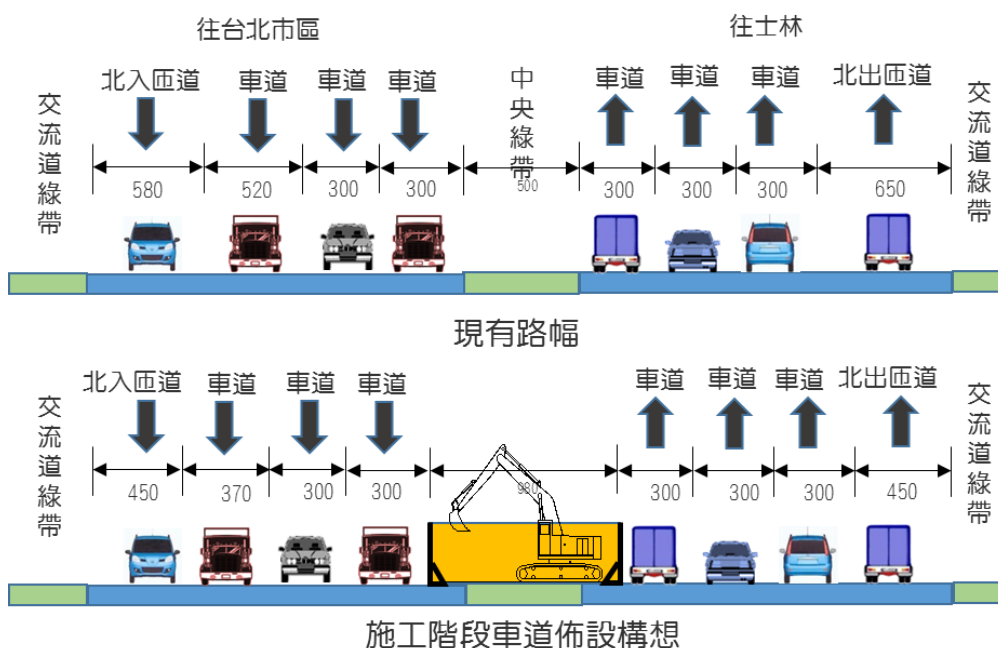 往台北市區
往士林
交流道綠帶
北入匝道
車道
車道
車道
中央綠帶
車道
車道
車道
北出匝道
交流道綠帶
580
520
300
300
500
300
300
300
650
現有路幅
交流道綠帶
北入匝道
車道
車道
車道
車道
車道
車道
北出匝道
交流道綠帶
450
370
300
300
980
300
300
300
450
施工階段車道佈設構想